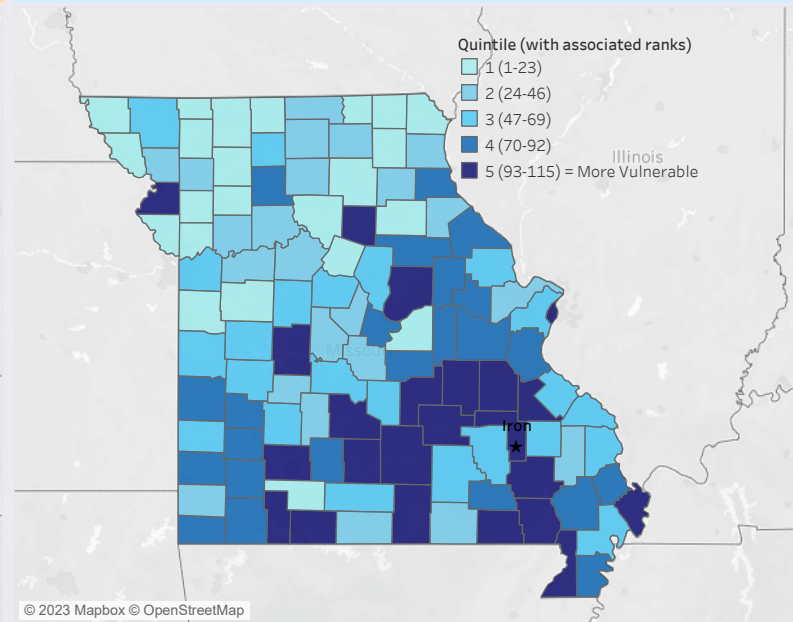 Quintile (with associated ranks)
1 (1-23)
2 (24-46)
3 (47-69)
4 (70-92)
5 (93-115) = More Vulnerable
Illinois
Missouri
Iron
© 2023 Mapbox © OpenStreetMap